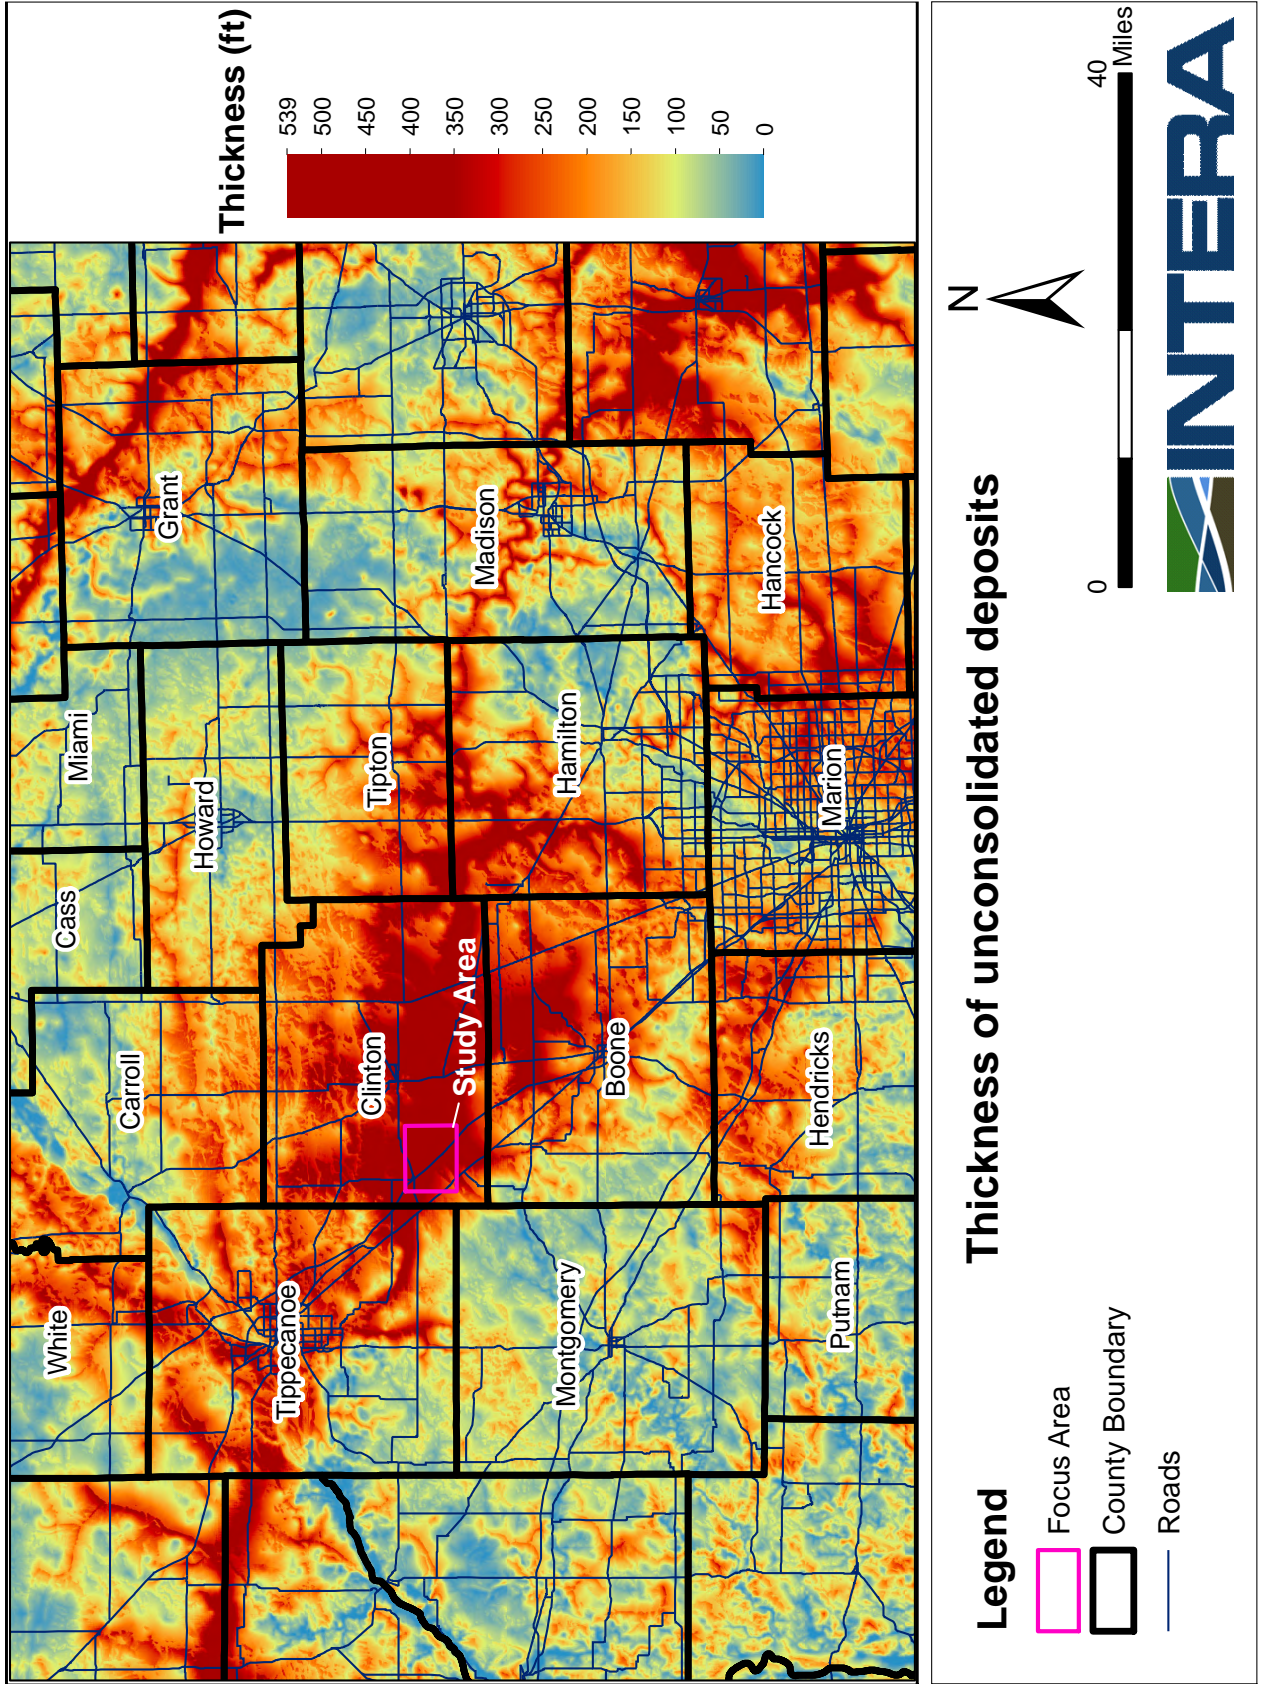 Thickness (ft)
539
500
450
400
350
300
250
200
150
100
50
0
White
Carroll
Cass
Miami
Grant
Howard
Tippecanoe
Clinton
Tipton
Study Area
Madison
Montgomery
Boone
Hamilton
Hancock
Putnam
Hendricks
Marion
Legend
Focus Area
County Boundary
Roads
Thickness of unconsolidated deposits
N
0
40
Miles
INTERA